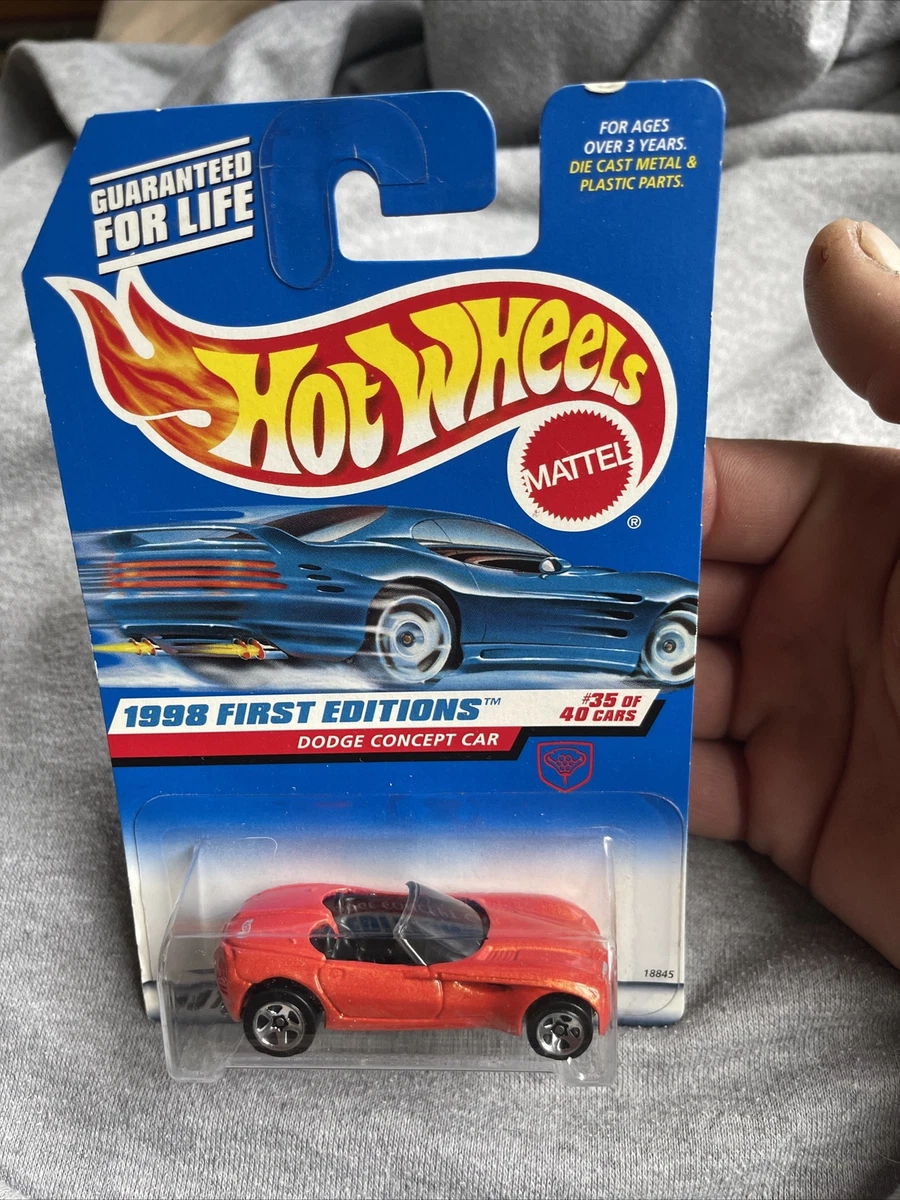 GUARANTEED
FOR LIFE
FOR AGES
OVER 3 YEARS.
DIE CAST METAL &
PLASTIC PARTS.
HOT WHEELS
MATTEL
®
1998 FIRST EDITIONS™
#35 OF
40 CARS
DODGE CONCEPT CAR
18845